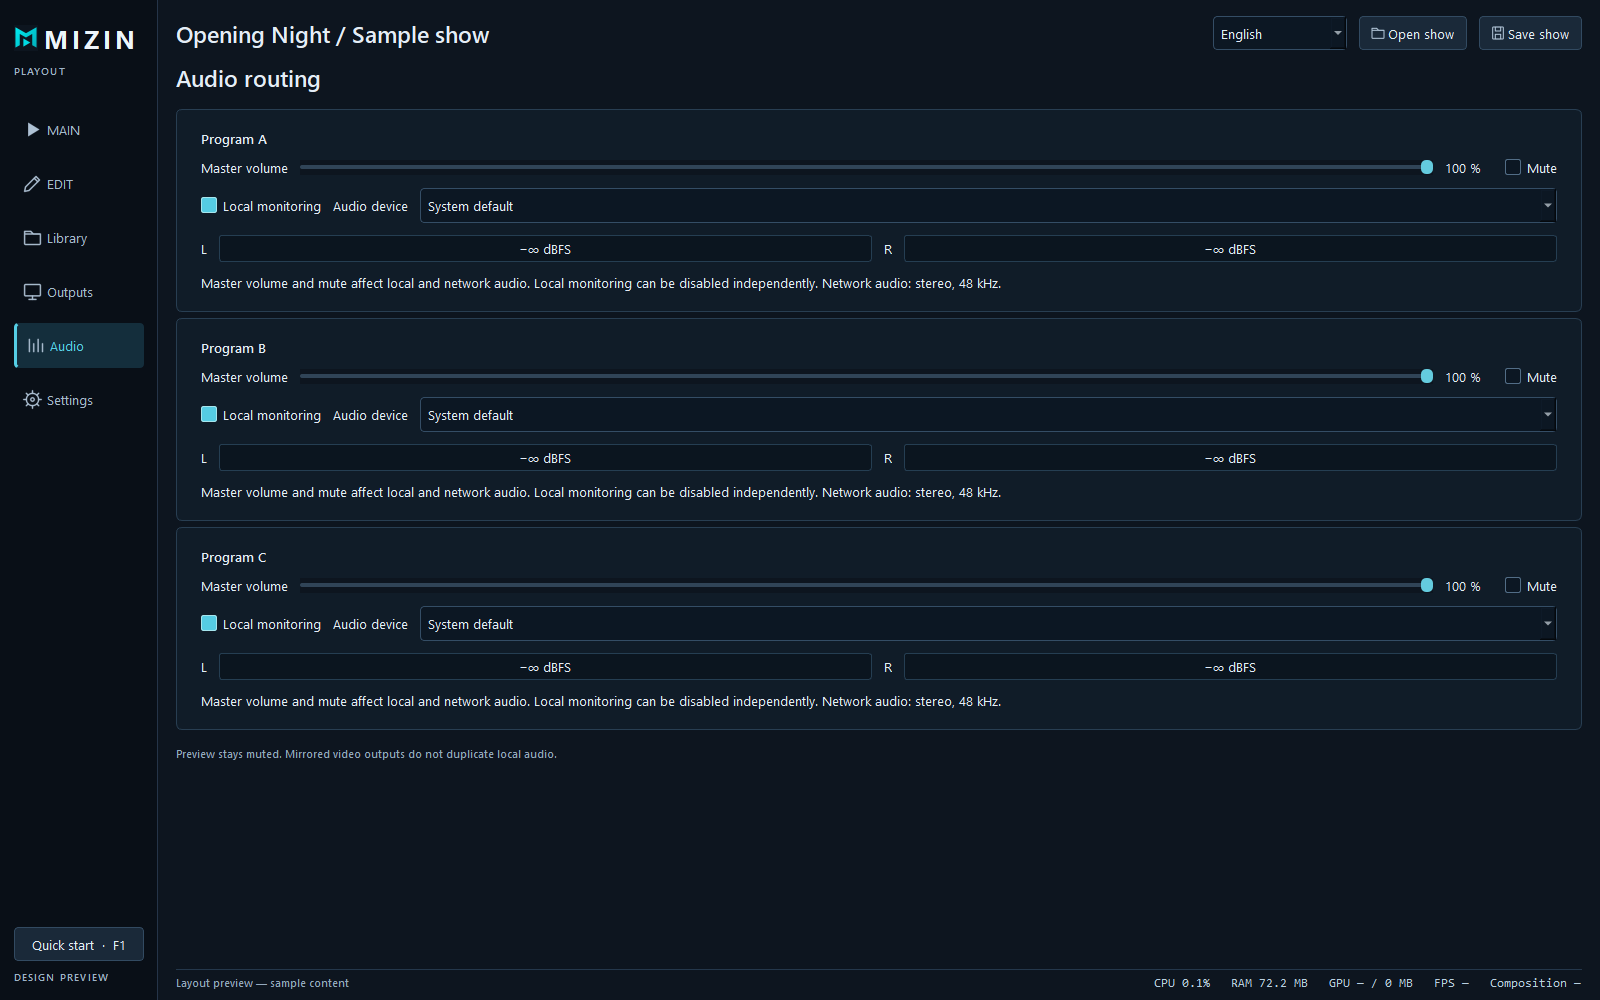 MIZIN
PLAYOUT
MAIN
EDIT
Library
Outputs
Audio
Settings
Quick start · F1
DESIGN PREVIEW
Opening Night / Sample show
English
Open show
Save show
Audio routing
Program A
Master volume 100 % Mute
Local monitoring Audio device System default
L −∞ dBFS R −∞ dBFS
Master volume and mute affect local and network audio. Local monitoring can be disabled independently. Network audio: stereo, 48 kHz.
Program B
Master volume 100 % Mute
Local monitoring Audio device System default
L −∞ dBFS R −∞ dBFS
Master volume and mute affect local and network audio. Local monitoring can be disabled independently. Network audio: stereo, 48 kHz.
Program C
Master volume 100 % Mute
Local monitoring Audio device System default
L −∞ dBFS R −∞ dBFS
Master volume and mute affect local and network audio. Local monitoring can be disabled independently. Network audio: stereo, 48 kHz.
Preview stays muted. Mirrored video outputs do not duplicate local audio.
Layout preview — sample content
CPU 0.1% RAM 72.2 MB GPU — / 0 MB FPS — Composition —